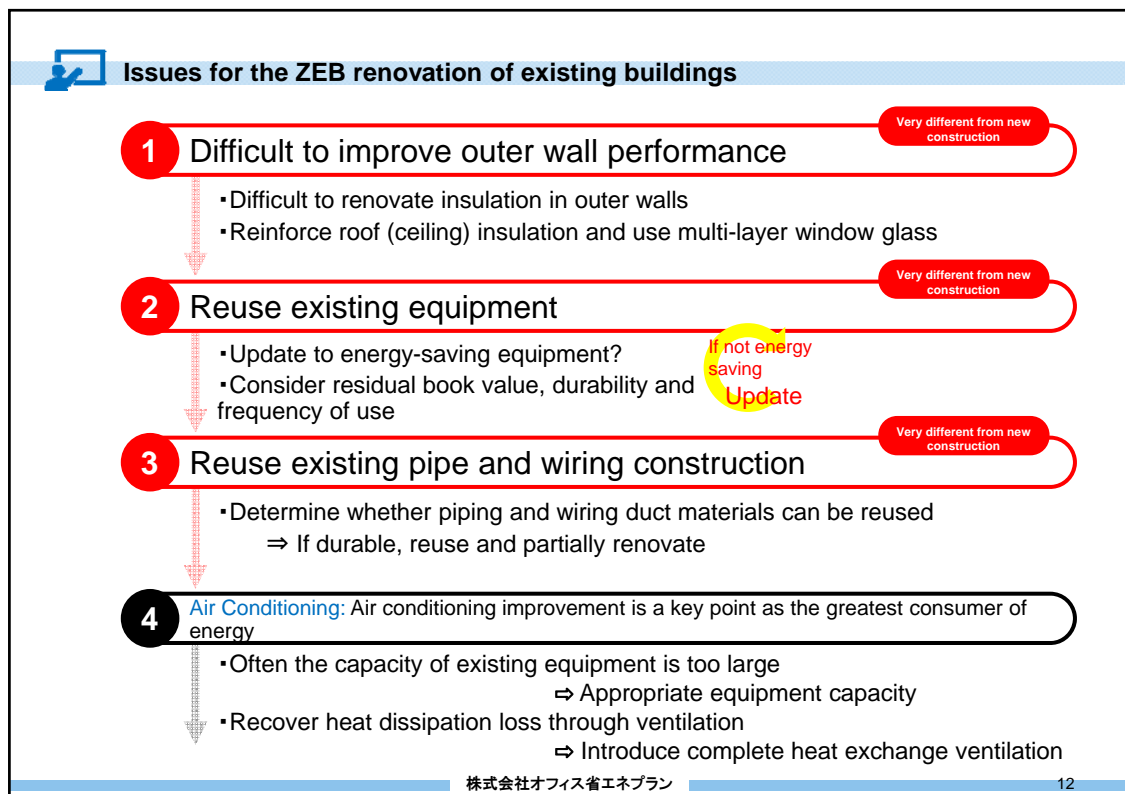 Issues for the ZEB renovation of existing buildings
Very different from new
construction
1 Difficult to improve outer wall performance
・Difficult to renovate insulation in outer walls
・Reinforce roof (ceiling) insulation and use multi-layer window glass
Very different from new
construction
2 Reuse existing equipment
・Update to energy-saving equipment?
・Consider residual book value, durability and
frequency of use
If not energy
saving
Update
Very different from new
construction
3 Reuse existing pipe and wiring construction
・Determine whether piping and wiring duct materials can be reused
⇒ If durable, reuse and partially renovate
4 Air Conditioning: Air conditioning improvement is a key point as the greatest consumer of
energy
・Often the capacity of existing equipment is too large
⇨ Appropriate equipment capacity
・Recover heat dissipation loss through ventilation
⇨ Introduce complete heat exchange ventilation
株式会社オフィス省エネプラン
12